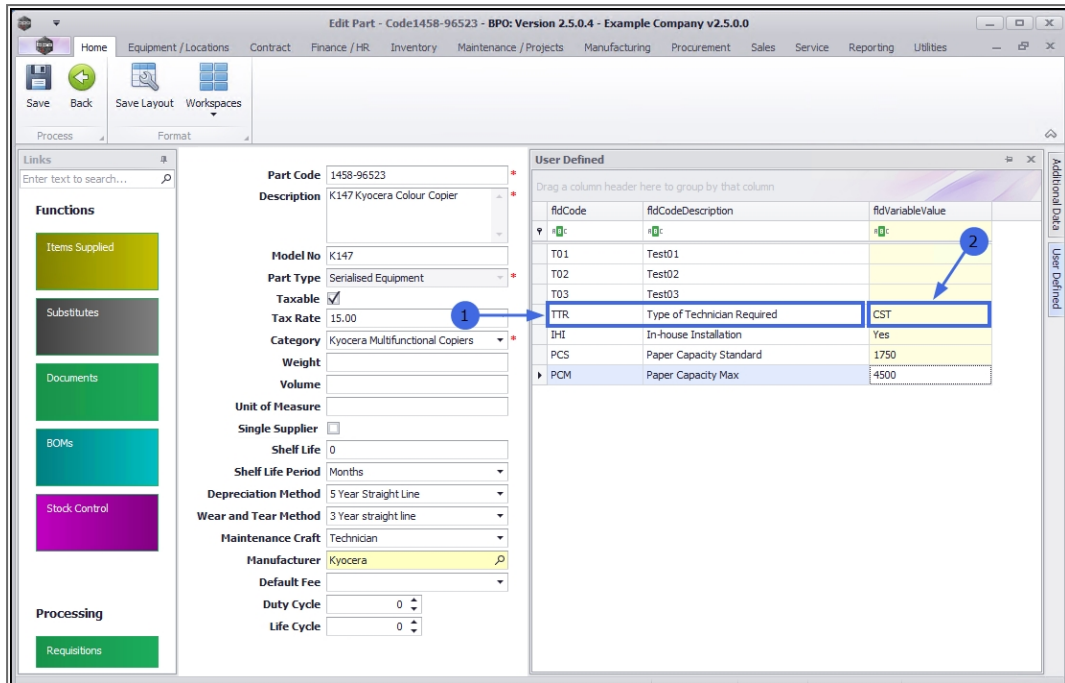 Edit Part - Code1458-96523 - BPO: Version 2.5.0.4 - Example Company v2.5.0.0
Home Equipment / Locations Contract Finance / HR Inventory Maintenance / Projects Manufacturing Procurement Sales Service Reporting Utilities
Save Back Save Layout Workspaces
Process Format
Links
Enter text to search...
Functions
Items Supplied
Substitutes
Documents
BOMs
Stock Control
Processing
Requisitions
Part Code 1458-96523 *
Description K147 Kyocera Colour Copier *
Model No K147
Part Type Serialised Equipment *
Taxable
Tax Rate 15.00
Category Kyocera Multifunctional Copiers *
Weight
Volume
Unit of Measure
Single Supplier
Shelf Life 0
Shelf Life Period Months
Depreciation Method 5 Year Straight Line
Wear and Tear Method 3 Year straight line
Maintenance Craft Technician
Manufacturer Kyocera
Default Fee
Duty Cycle 0
Life Cycle 0
User Defined
Drag a column header here to group by that column
fldCode fldCodeDescription fldVariableValue
T01 Test01
T02 Test02
T03 Test03
TTR Type of Technician Required CST
IHI In-house Installation Yes
PCS Paper Capacity Standard 1750
PCM Paper Capacity Max 4500
1
2
Additional Data
User Defined